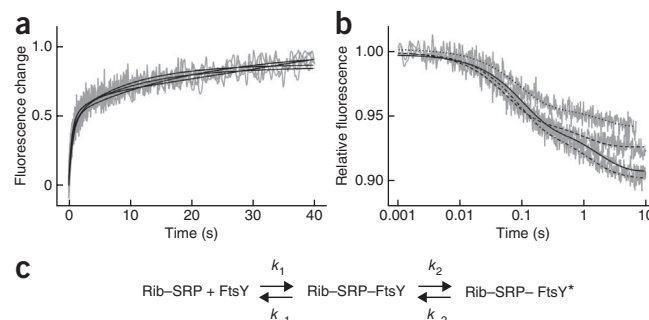 a
b
1.0
0.5
0
Fluorescence change
0
10
20
30
40
Time (s)
1.00
0.95
0.90
Relative fluorescence
0.001
0.01
0.1
1
10
Time (s)
c
k1 k2
Rib–SRP + FtsY Rib–SRP–FtsY Rib–SRP– FtsY*